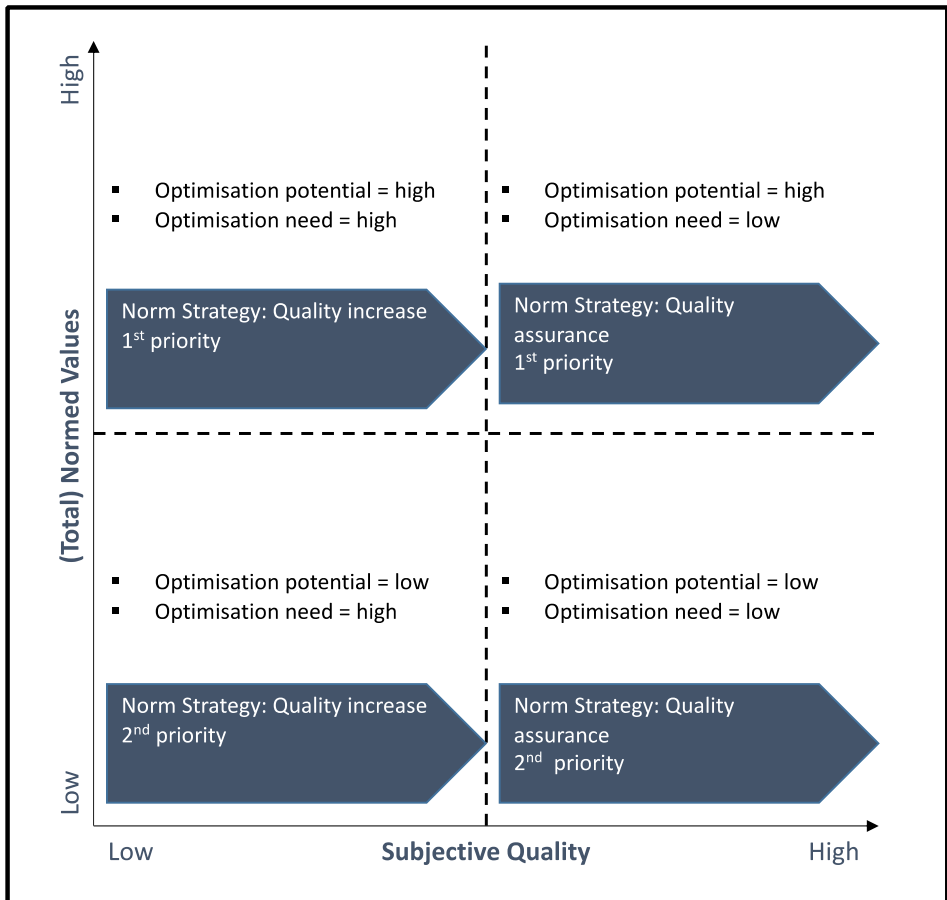 High
▪ Optimisation potential = high
▪ Optimisation need = high
▪ Optimisation potential = high
▪ Optimisation need = low
Norm Strategy: Quality increase
1st priority
Norm Strategy: Quality
assurance
1st priority
(Total) Normed Values
▪ Optimisation potential = low
▪ Optimisation need = high
▪ Optimisation potential = low
▪ Optimisation need = low
Norm Strategy: Quality increase
2nd priority
Norm Strategy: Quality
assurance
2nd priority
Low
Low
Subjective Quality
High